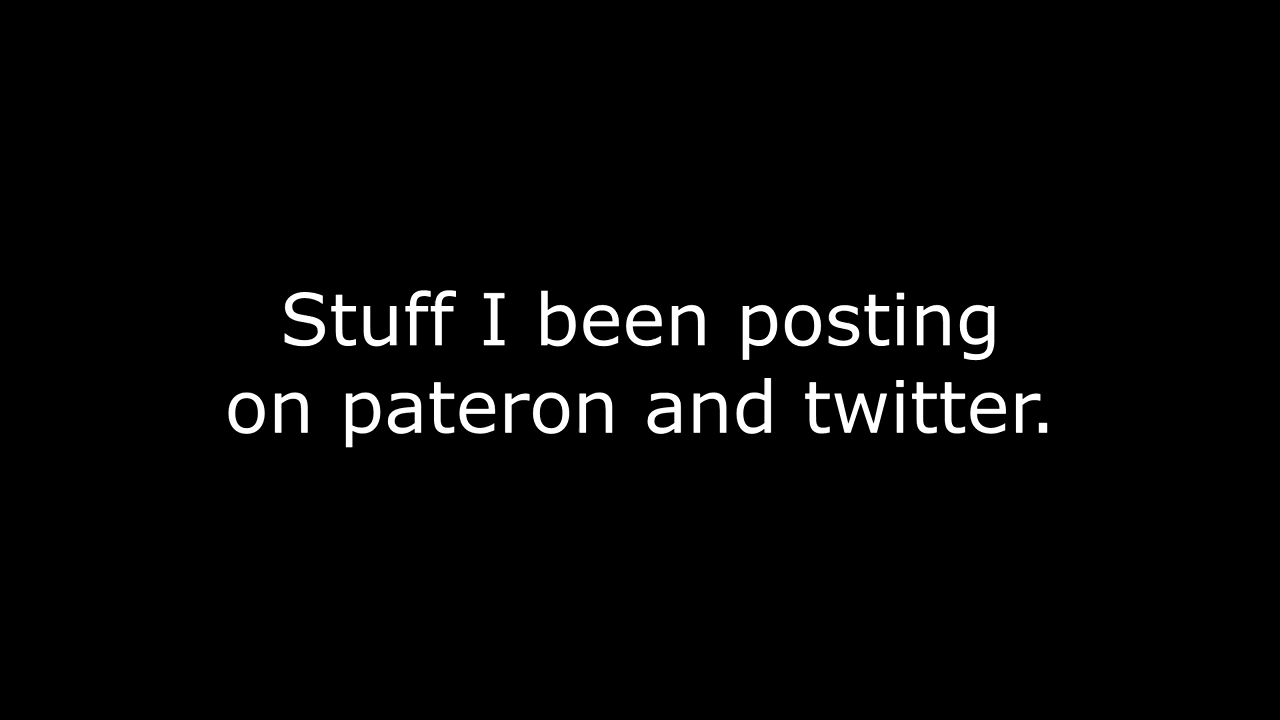 Stuff I been posting
on pateron and twitter.